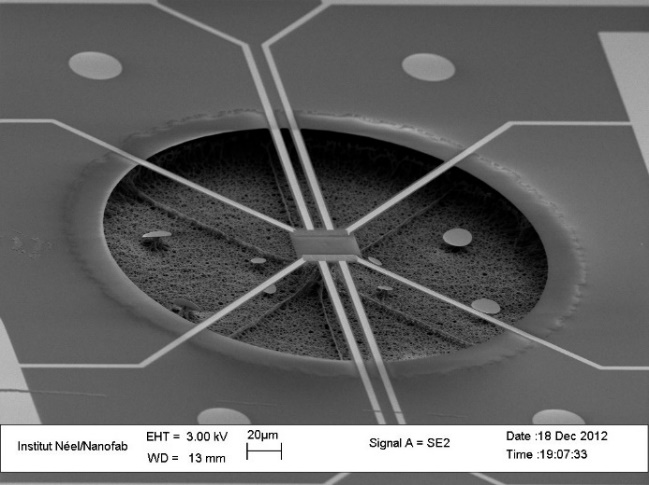 Institut Néel/Nanofab
EHT = 3.00 kV
WD = 13 mm
20µm
Signal A = SE2
Date :18 Dec 2012
Time :19:07:33